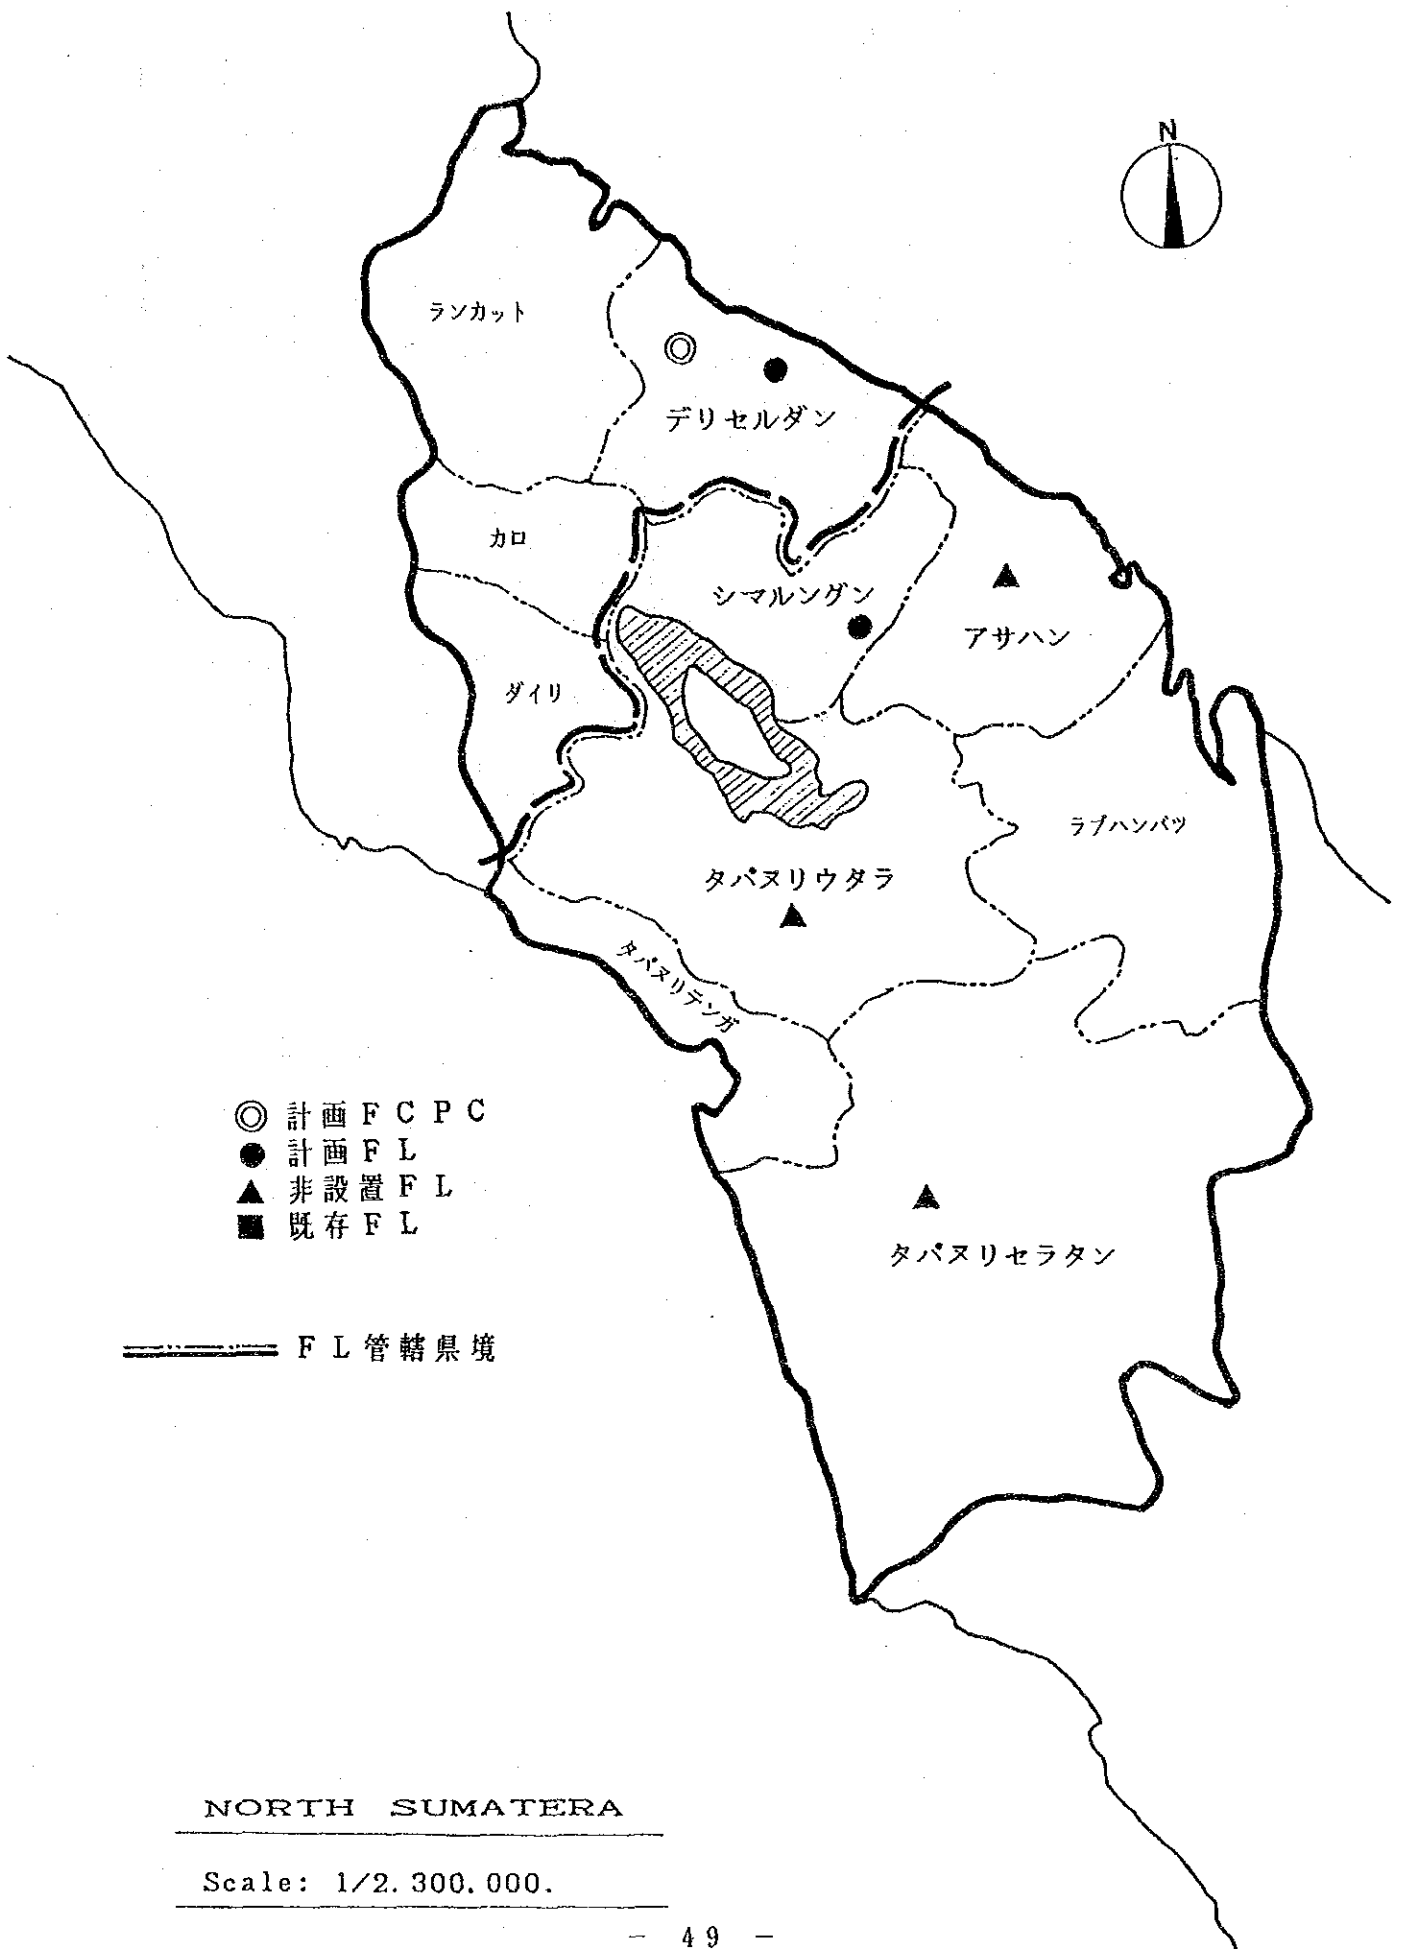 N
ランカット
デリセルダン
カロ
シマルングン
アサハン
ダイリ
ラブハンバツ
タパヌリウタラ
タパヌリテンガ
計画FCPC
計画FL
非設置FL
既存FL
タパヌリセラタン
FL管轄県境
NORTH SUMATERA
Scale: 1/2.300.000.
- 49 -